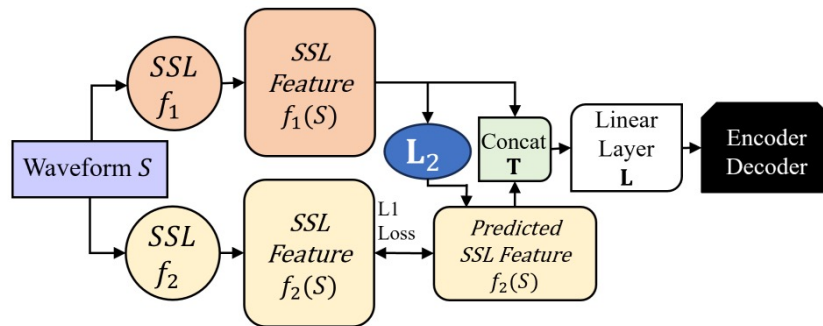 Waveform S
SSL
f₁
SSL
Feature
f₁(S)
L₂
Concat
T
Linear
Layer
L
Encoder
Decoder
SSL
f₂
SSL
Feature
f₂(S)
L1
Loss
Predicted
SSL Feature
f₂(S)